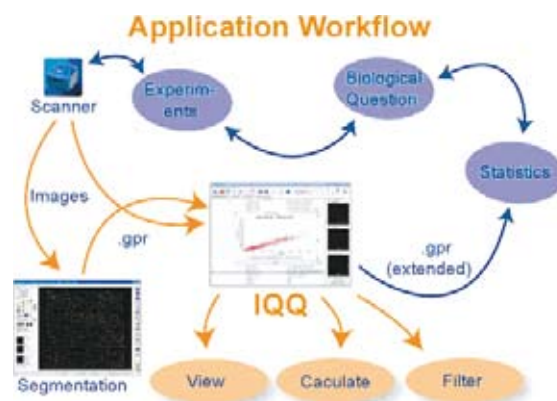 Application Workflow
Scanner
Experim-
ents
Biological
Question
Statistics
Images
.gpr
.gpr
(extended)
IQQ
Segmentation
View
Caculate
Filter